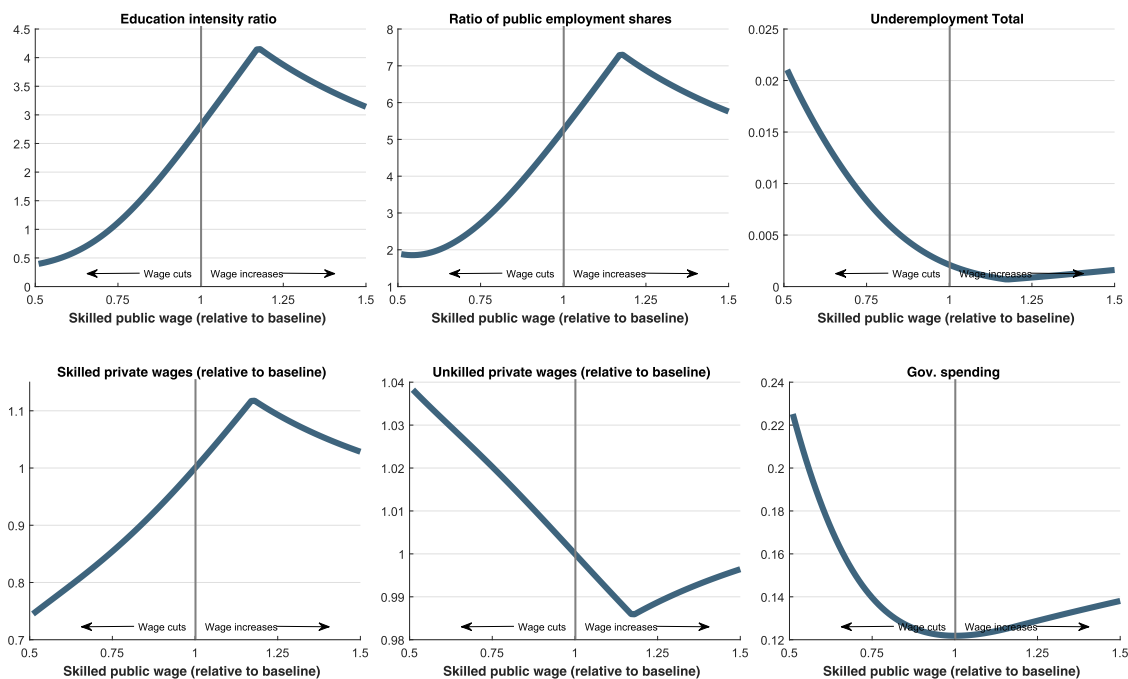 Education intensity ratio
4.5
4
3.5
3
2.5
2
1.5
1
0.5
0
Wage cuts Wage increases
0.5 0.75 1 1.25 1.5
Skilled public wage (relative to baseline)
Ratio of public employment shares
8
7
6
5
4
3
2
1
Wage cuts Wage increases
0.5 0.75 1 1.25 1.5
Skilled public wage (relative to baseline)
Underemployment Total
0.025
0.02
0.015
0.01
0.005
0
Wage cuts Wage increases
0.5 0.75 1 1.25 1.5
Skilled public wage (relative to baseline)
Skilled private wages (relative to baseline)
1.1
1
0.9
0.8
0.7
Wage cuts Wage increases
0.5 0.75 1 1.25 1.5
Skilled public wage (relative to baseline)
Unkilled private wages (relative to baseline)
1.04
1.03
1.02
1.01
1
0.99
0.98
Wage cuts Wage increases
0.5 0.75 1 1.25 1.5
Skilled public wage (relative to baseline)
Gov. spending
0.24
0.22
0.2
0.18
0.16
0.14
0.12
Wage cuts Wage increases
0.5 0.75 1 1.25 1.5
Skilled public wage (relative to baseline)